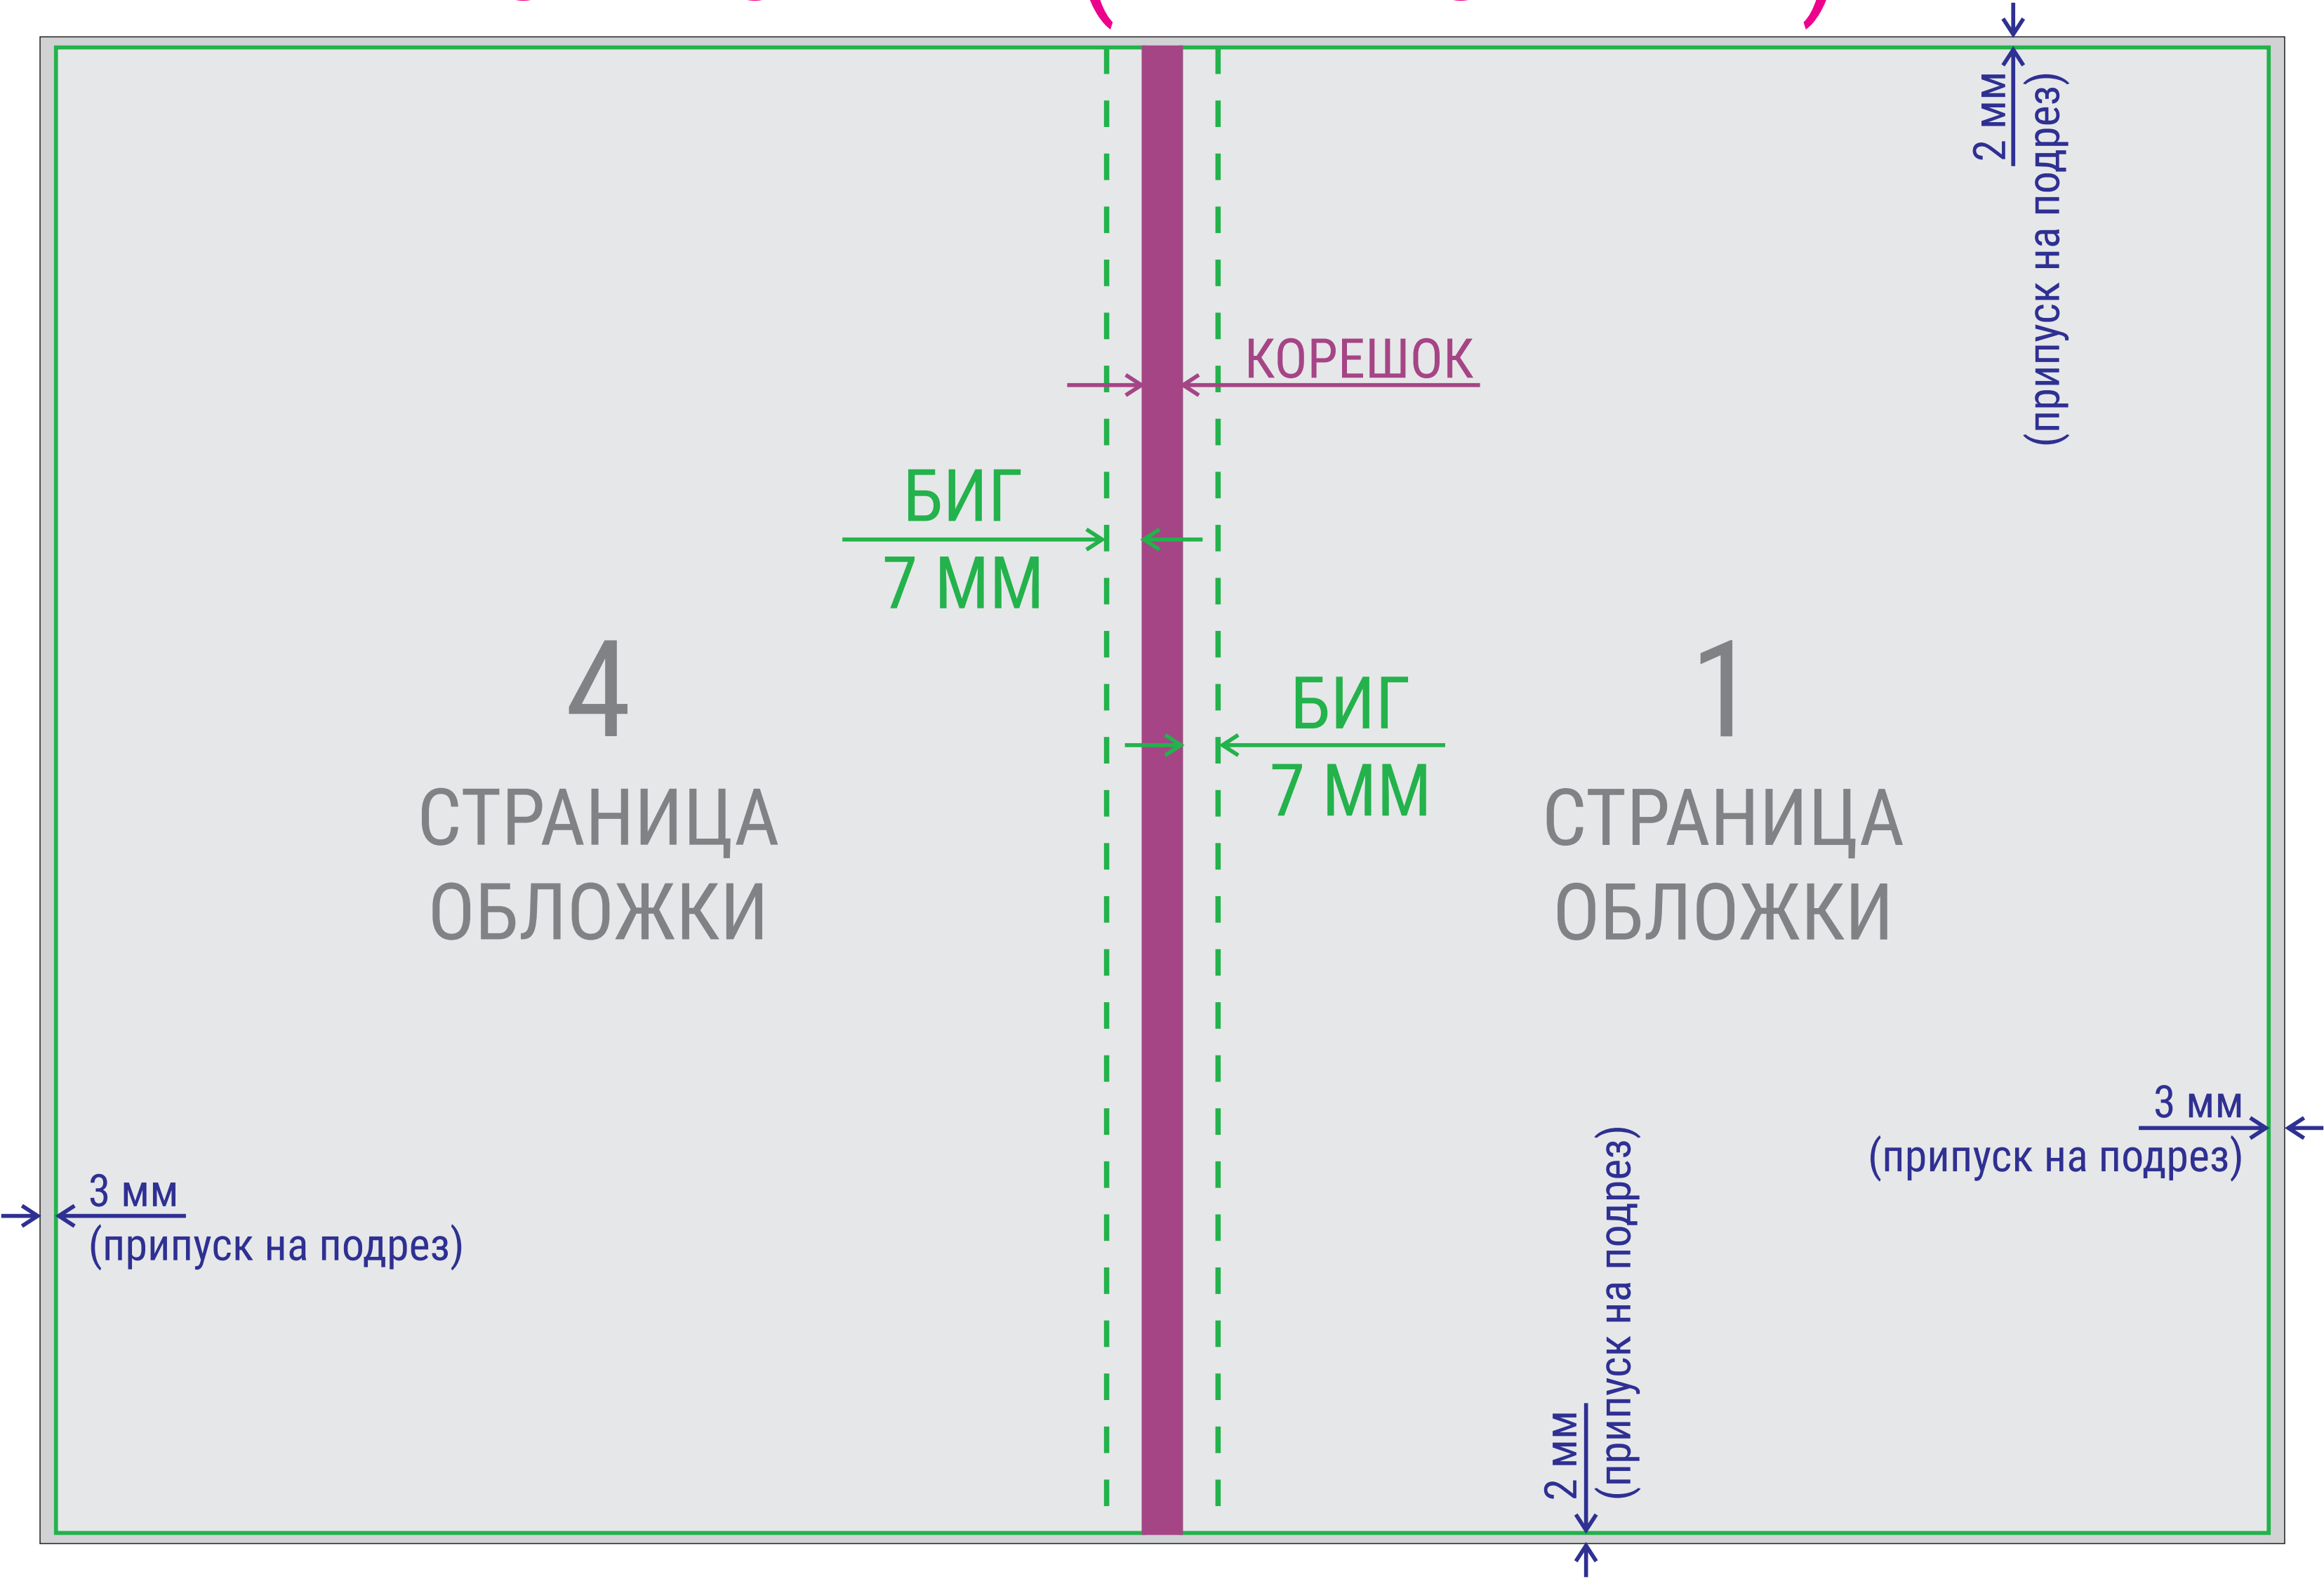 2 мм
(припуск на подрез)
КОРЕШОК
БИГ
7 ММ
4
СТРАНИЦА
ОБЛОЖКИ
БИГ
7 ММ
1
СТРАНИЦА
ОБЛОЖКИ
3 мм
(припуск на подрез)
3 мм
(припуск на подрез)
2 мм
(припуск на подрез)